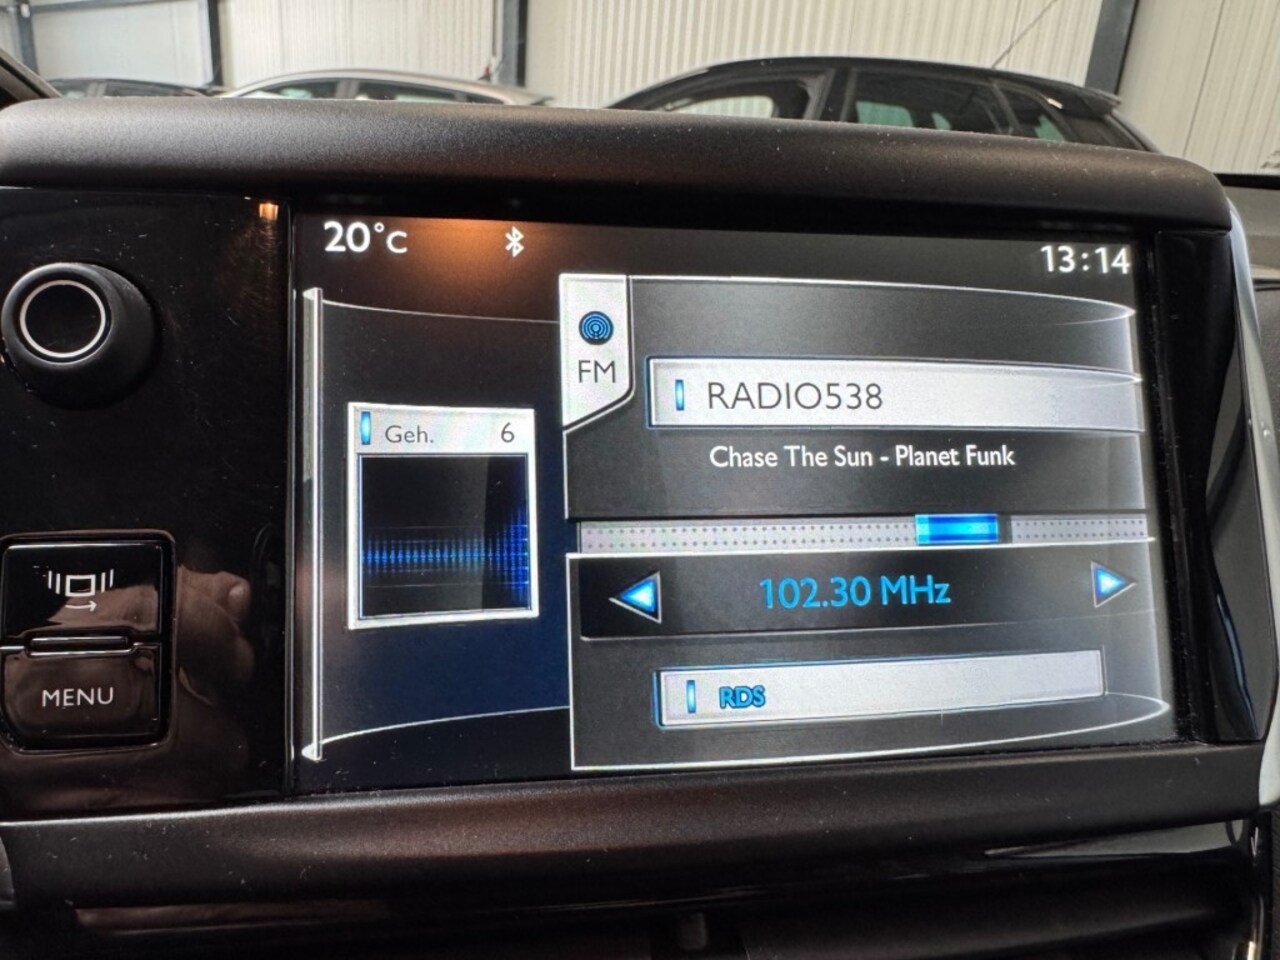 20°C
13:14
FM
RADIO538
Geh. 6
Chase The Sun - Planet Funk
102.30 MHz
RDS
MENU